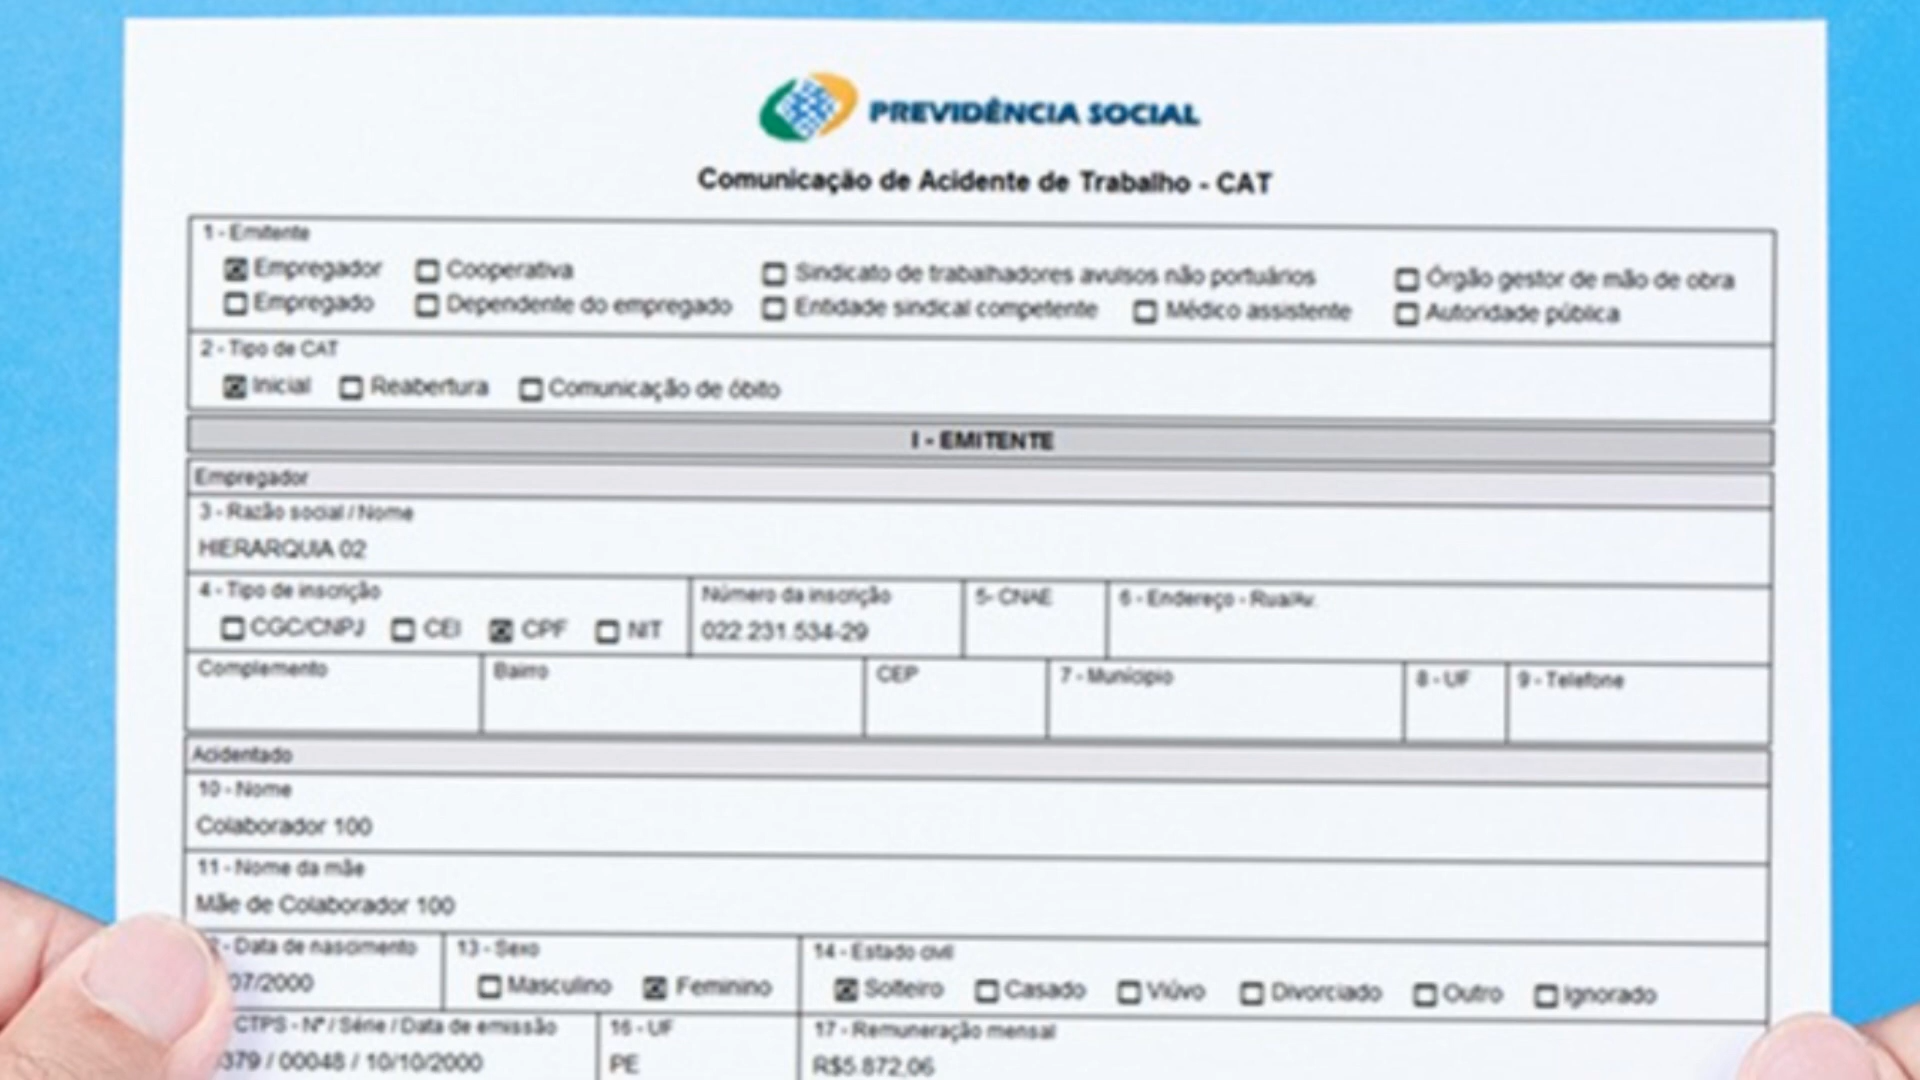 PREVIDÊNCIA SOCIAL
Comunicação de Acidente de Trabalho - CAT
1 - Emitente
Empregador Cooperativa Sindicato de trabalhadores avulsos não portuários Órgão gestor de mão de obra
Empregado Dependente do empregado Entidade sindical competente Médico assistente Autoridade pública
2 - Tipo de CAT
Inicial Reabertura Comunicação de óbito
I - EMITENTE
Empregador
3 - Razão social / Nome
HIERARQUIA 02
4 - Tipo de inscrição Número da inscrição 5- CNAE 6 - Endereço - Rua/Av.
CGC/CNPJ CEI CPF NIT 022.231.534-29
Complemento Bairro CEP 7 - Município 8 - UF 9 - Telefone
Acidentado
10 - Nome
Colaborador 100
11 - Nome da mãe
Mãe de Colaborador 100
2 - Data de nascimento 13 - Sexo 14 - Estado civil
07/2000 Masculino Feminino Solteiro Casado Viúvo Divorciado Outro Ignorado
CTPS - Nº / Série / Data de emissão 16 - UF 17 - Remuneração mensal
379 / 00048 / 10/10/2000 PE R$5.872,06